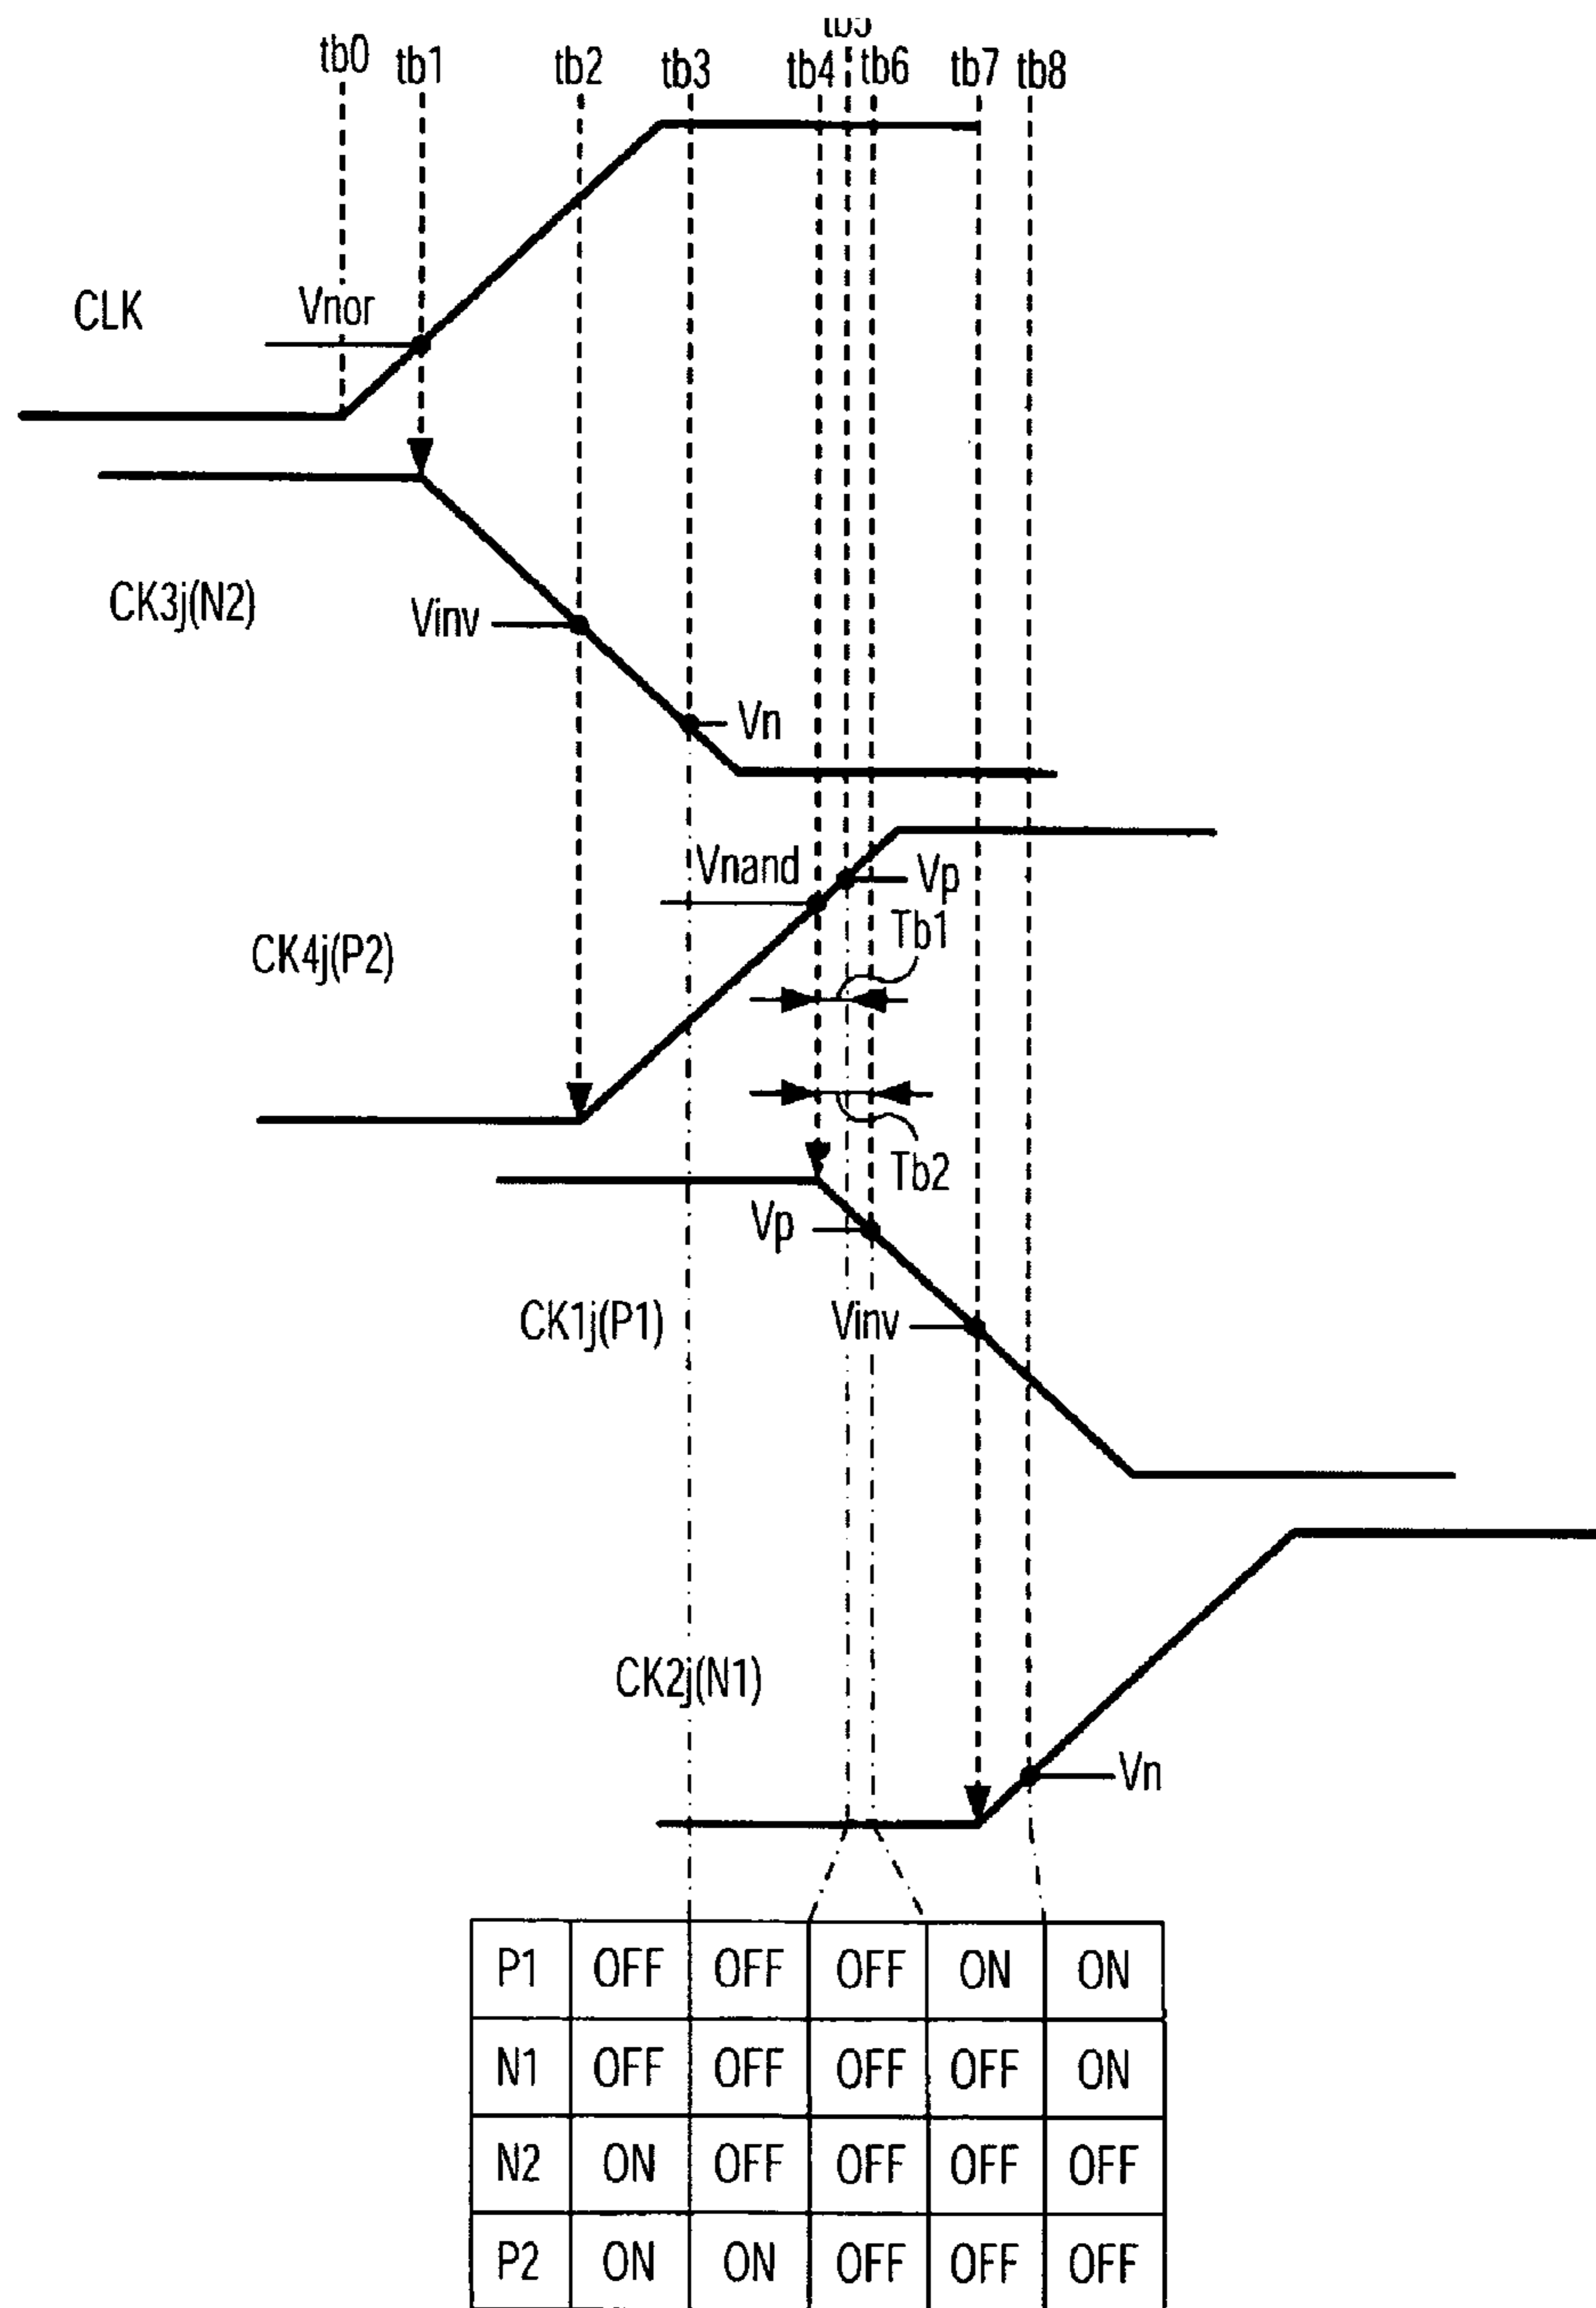 tb0 tb1 tb2 tb3 tb4 tb6 tb7 tb8
CLK Vnor
CK3j(N2) Vinv
Vn
Vnand Vp
Tb1
CK4j(P2)
Tb2
Vp
CK1j(P1) Vinv
CK2j(N1)
Vn
P1 OFF OFF OFF ON ON
N1 OFF OFF OFF OFF ON
N2 ON OFF OFF OFF OFF
P2 ON ON OFF OFF OFF